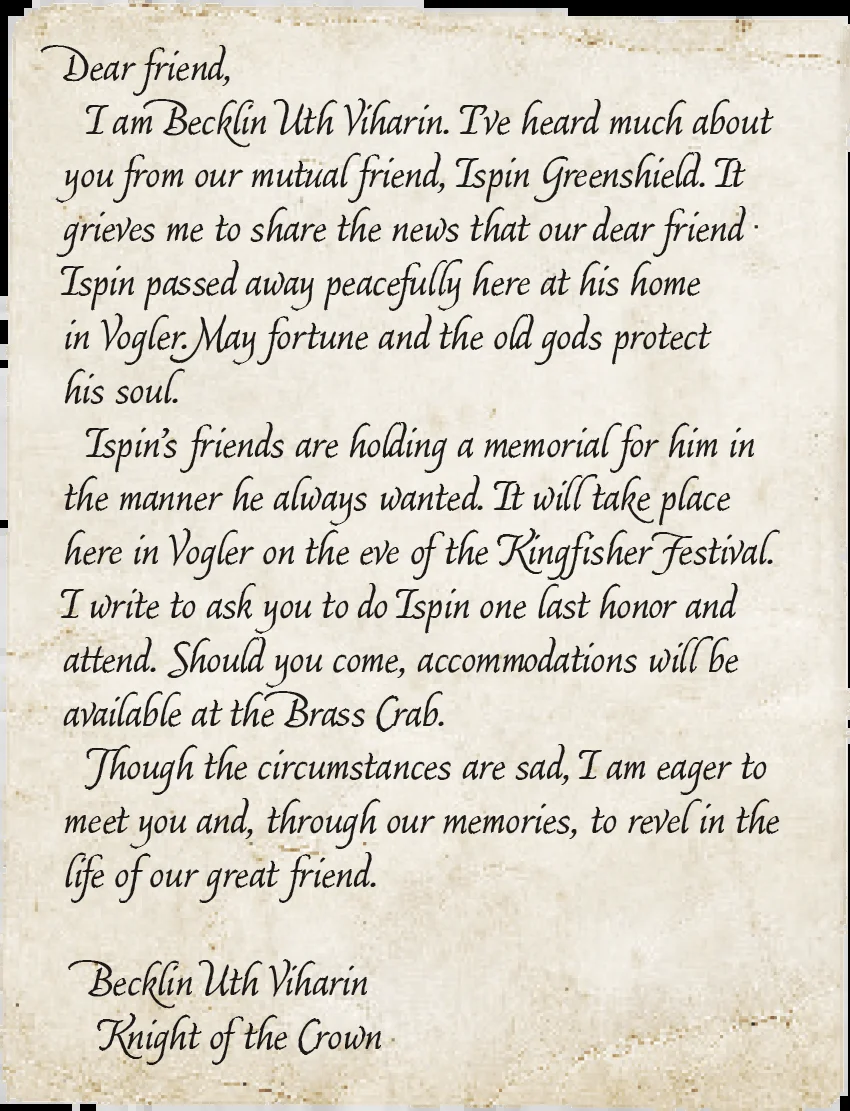 Dear friend,
I am Becklin Uth Viharin. I've heard much about
you from our mutual friend, Ispin Greenshield. It
grieves me to share the news that our dear friend
Ispin passed away peacefully here at his home
in Vogler. May fortune and the old gods protect
his soul.
Ispin's friends are holding a memorial for him in
the manner he always wanted. It will take place
here in Vogler on the eve of the Kingfisher Festival.
I write to ask you to do Ispin one last honor and
attend. Should you come, accommodations will be
available at the Brass Crab.
Though the circumstances are sad, I am eager to
meet you and, through our memories, to revel in the
life of our great friend.
Becklin Uth Viharin
Knight of the Crown